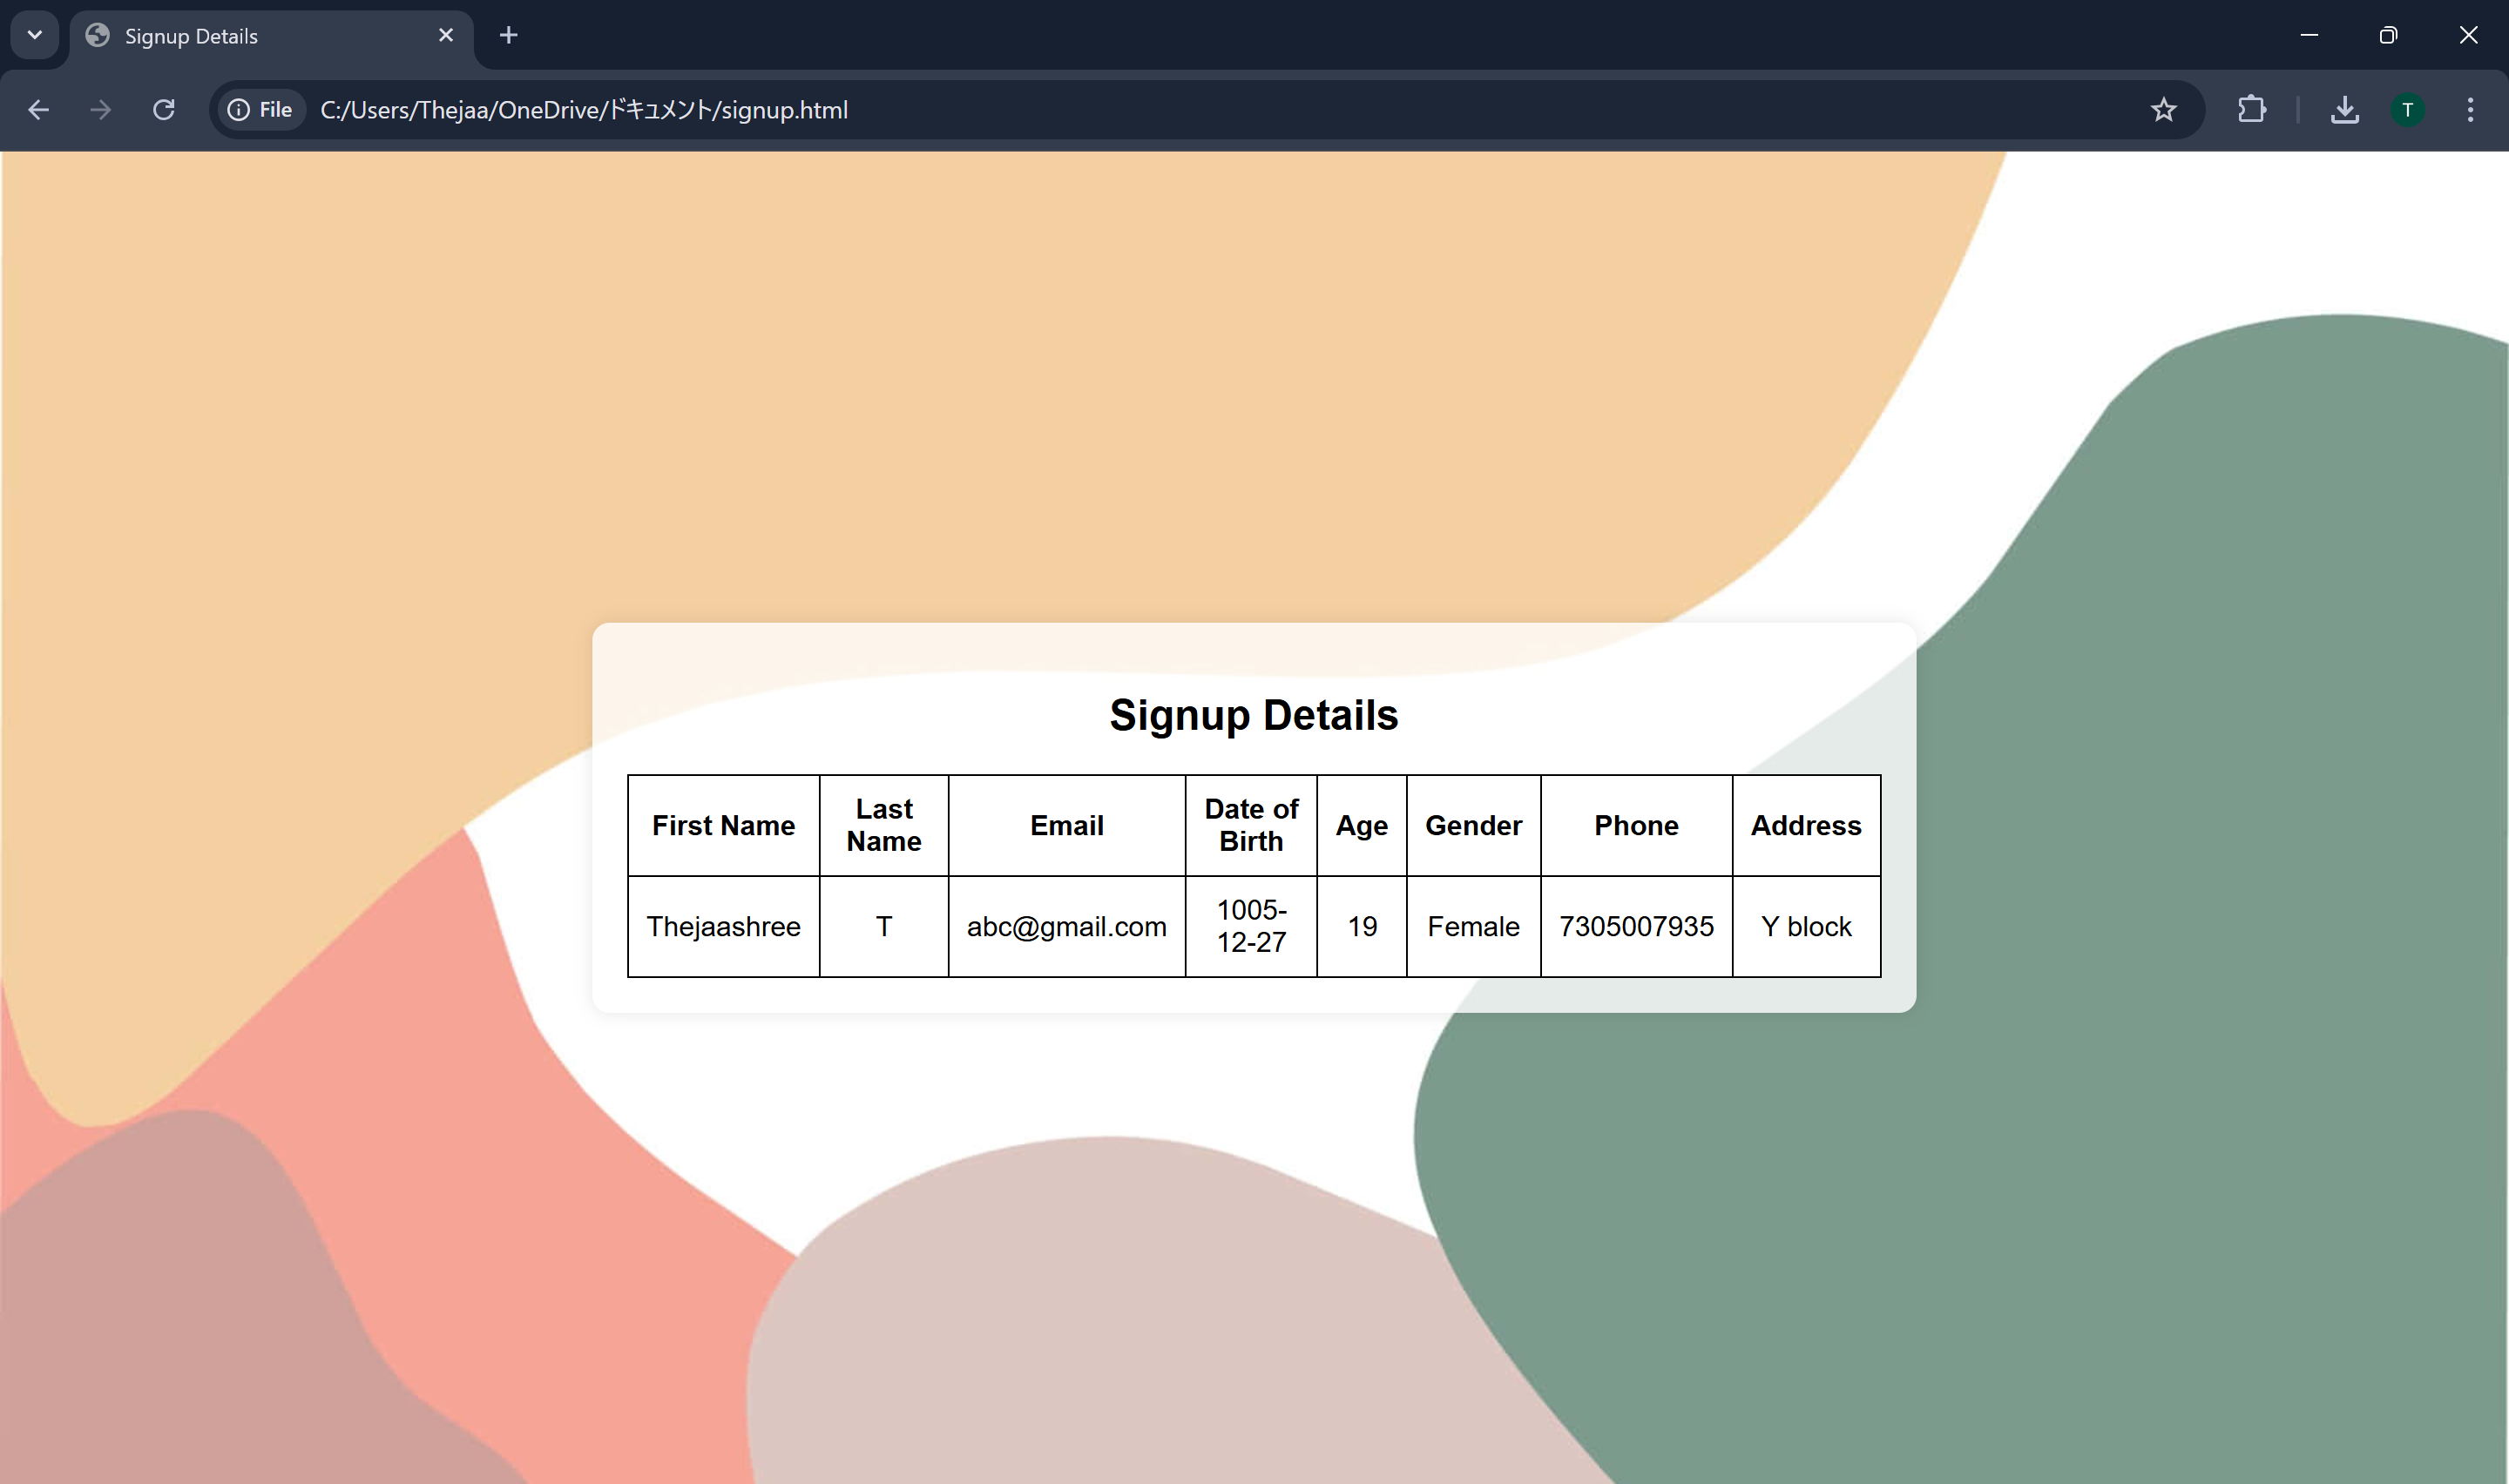 Signup Details
File C:/Users/Thejaa/OneDrive/ドキュメント/signup.html
T
Signup Details
First Name Last Name Email Date of Birth Age Gender Phone Address
Thejaashree T abc@gmail.com 1005-12-27 19 Female 7305007935 Y block